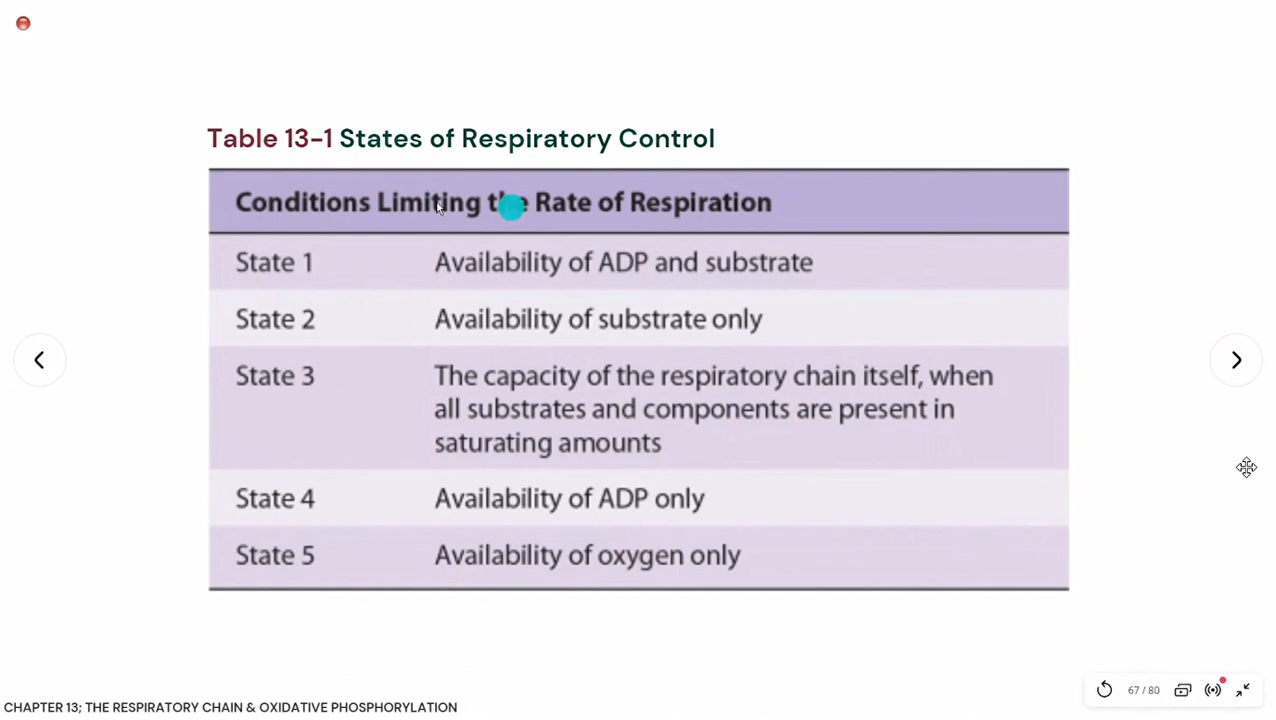 Table 13-1 States of Respiratory Control
Conditions Limiting the Rate of Respiration
State 1 Availability of ADP and substrate
State 2 Availability of substrate only
State 3 The capacity of the respiratory chain itself, when
all substrates and components are present in
saturating amounts
State 4 Availability of ADP only
State 5 Availability of oxygen only
67 / 80
CHAPTER 13; THE RESPIRATORY CHAIN & OXIDATIVE PHOSPHORYLATION